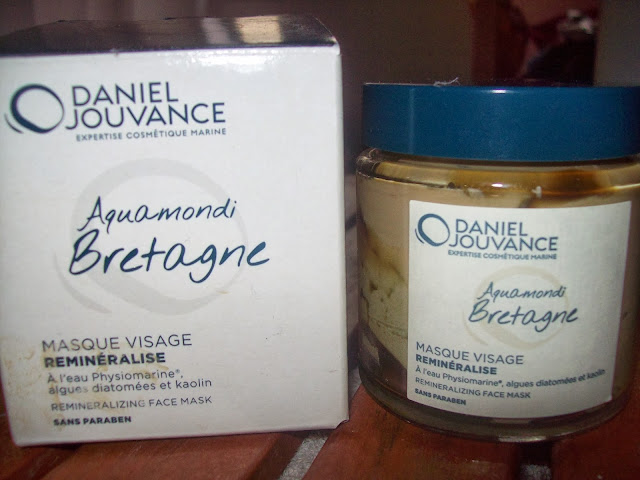 DANIEL
JOUVANCE
EXPERTISE COSMÉTIQUE MARINE
Aquamondi
Bretagne
MASQUE VISAGE
REMINÉRALISE
À l'eau Physiomarine®,
algues diatomées et kaolin
REMINERALIZING FACE MASK
SANS PARABEN
DANIEL
JOUVANCE
EXPERTISE COSMÉTIQUE MARINE
Aquamondi
Bretagne
MASQUE VISAGE
REMINÉRALISE
À l'eau Physiomarine®, algues diatomées et kaolin
REMINERALIZING FACE MASK
SANS PARABEN